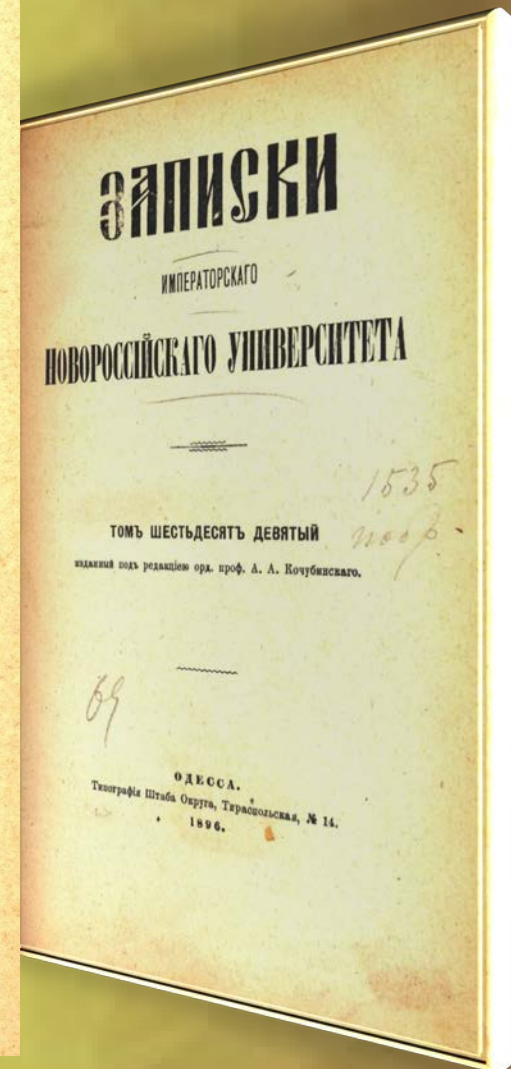 ЗАПИСКИ
ИМПЕРАТОРСКАГО
НОВОРОССІЙСКАГО УНИВЕРСИТЕТА
ТОМЪ ШЕСТЬДЕСЯТЪ ДЕВЯТЫЙ
изданный подъ редакціею орд. проф. А. А. Кочубинскаго.
1535
69
ОДЕССА.
Типографія Штаба Округа, Тираспольская, № 14.
1896.